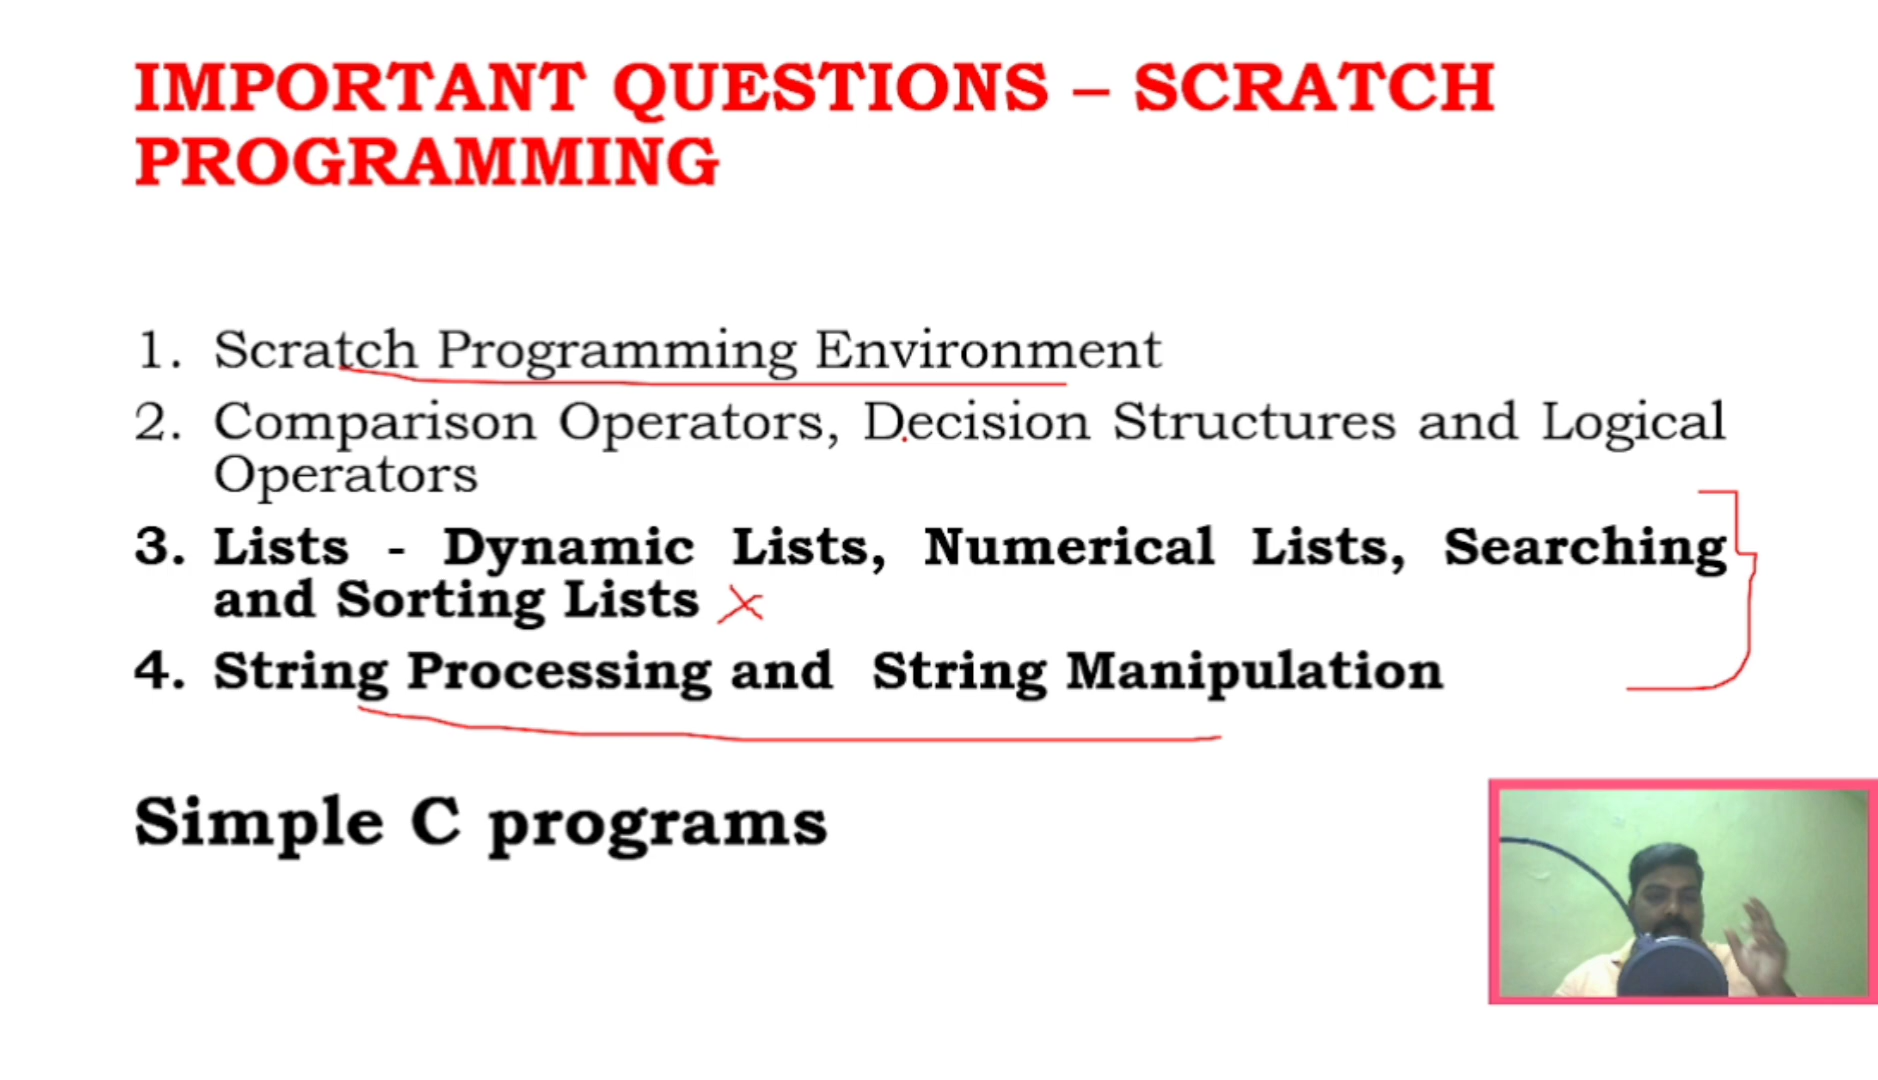 IMPORTANT QUESTIONS – SCRATCH
PROGRAMMING
1. Scratch Programming Environment
2. Comparison Operators, Decision Structures and Logical
Operators
3. Lists - Dynamic Lists, Numerical Lists, Searching
and Sorting Lists
4. String Processing and String Manipulation
Simple C programs